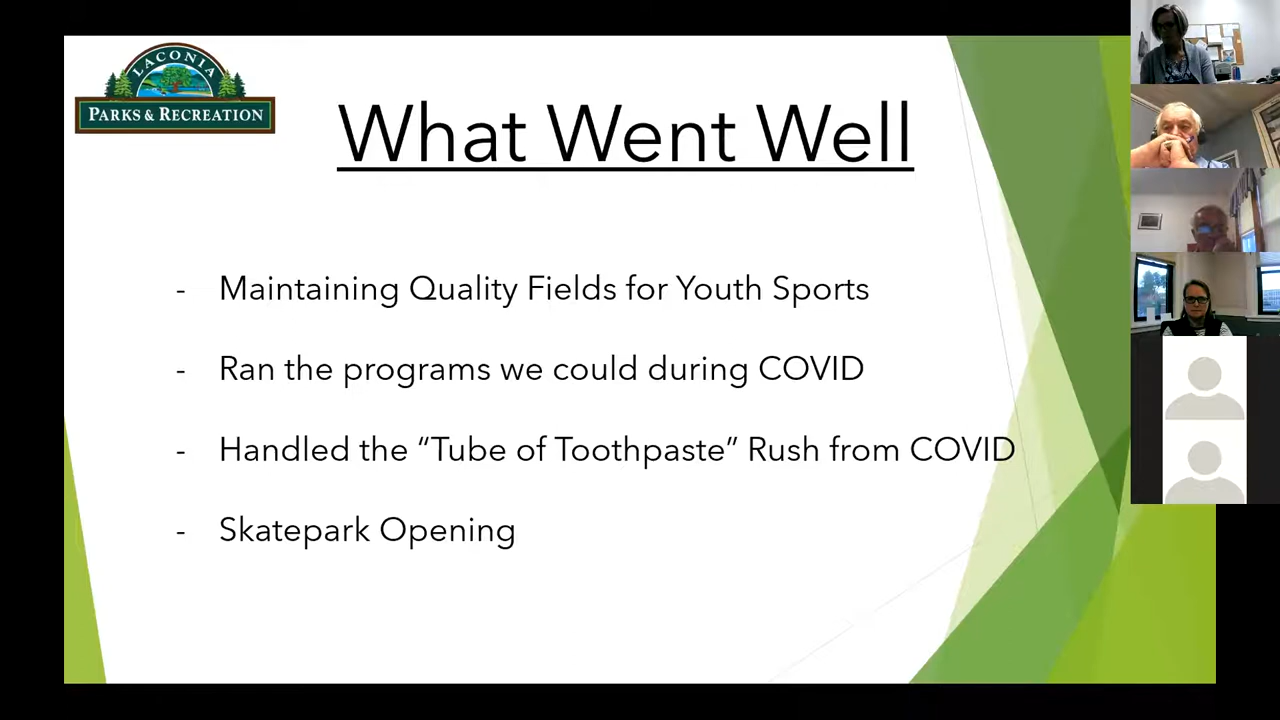 LACONIA
PARKS & RECREATION
What Went Well
- Maintaining Quality Fields for Youth Sports
- Ran the programs we could during COVID
- Handled the “Tube of Toothpaste” Rush from COVID
- Skatepark Opening